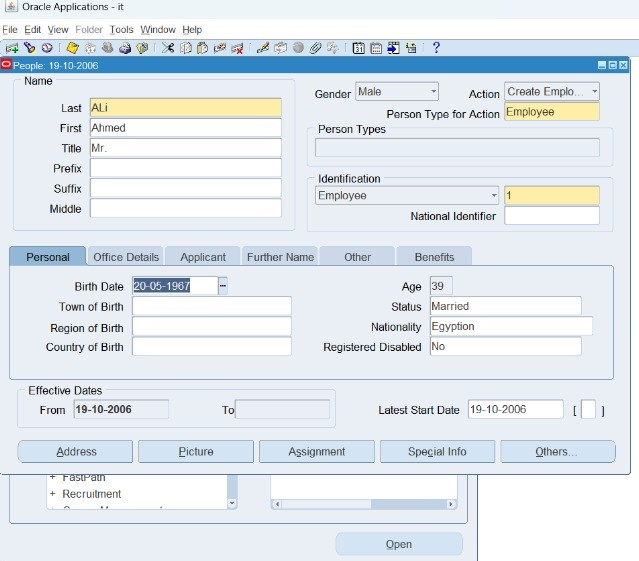 Oracle Applications - it
File Edit View Folder Tools Window Help
People: 19-10-2006
Name
Last ALi
First Ahmed
Title Mr.
Prefix
Suffix
Middle
Gender Male
Action Create Emplo...
Person Type for Action Employee
Person Types
Identification
Employee 1
National Identifier
Personal Office Details Applicant Further Name Other Benefits
Birth Date 20-05-1967 ...
Age 39
Town of Birth
Status Married
Region of Birth
Nationality Egyption
Country of Birth
Registered Disabled No
Effective Dates
From 19-10-2006 To
Latest Start Date 19-10-2006 [ ]
Address Picture Assignment Special Info Others...
+ FastPath
+ Recruitment
Open